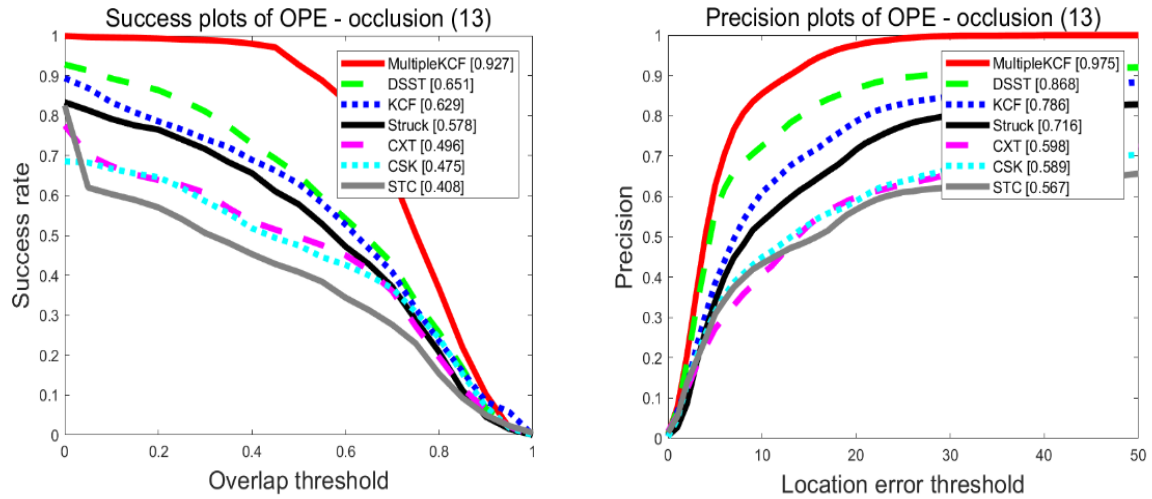 Success plots of OPE - occlusion (13)
1
0.9
0.8
0.7
0.6
0.5
0.4
0.3
0.2
0.1
0
Success rate
MultipleKCF [0.927]
DSST [0.651]
KCF [0.629]
Struck [0.578]
CXT [0.496]
CSK [0.475]
STC [0.408]
0 0.2 0.4 0.6 0.8 1
Overlap threshold
Precision plots of OPE - occlusion (13)
1
0.9
0.8
0.7
0.6
0.5
0.4
0.3
0.2
0.1
0
Precision
MultipleKCF [0.975]
DSST [0.868]
KCF [0.786]
Struck [0.716]
CXT [0.598]
CSK [0.589]
STC [0.567]
0 10 20 30 40 50
Location error threshold